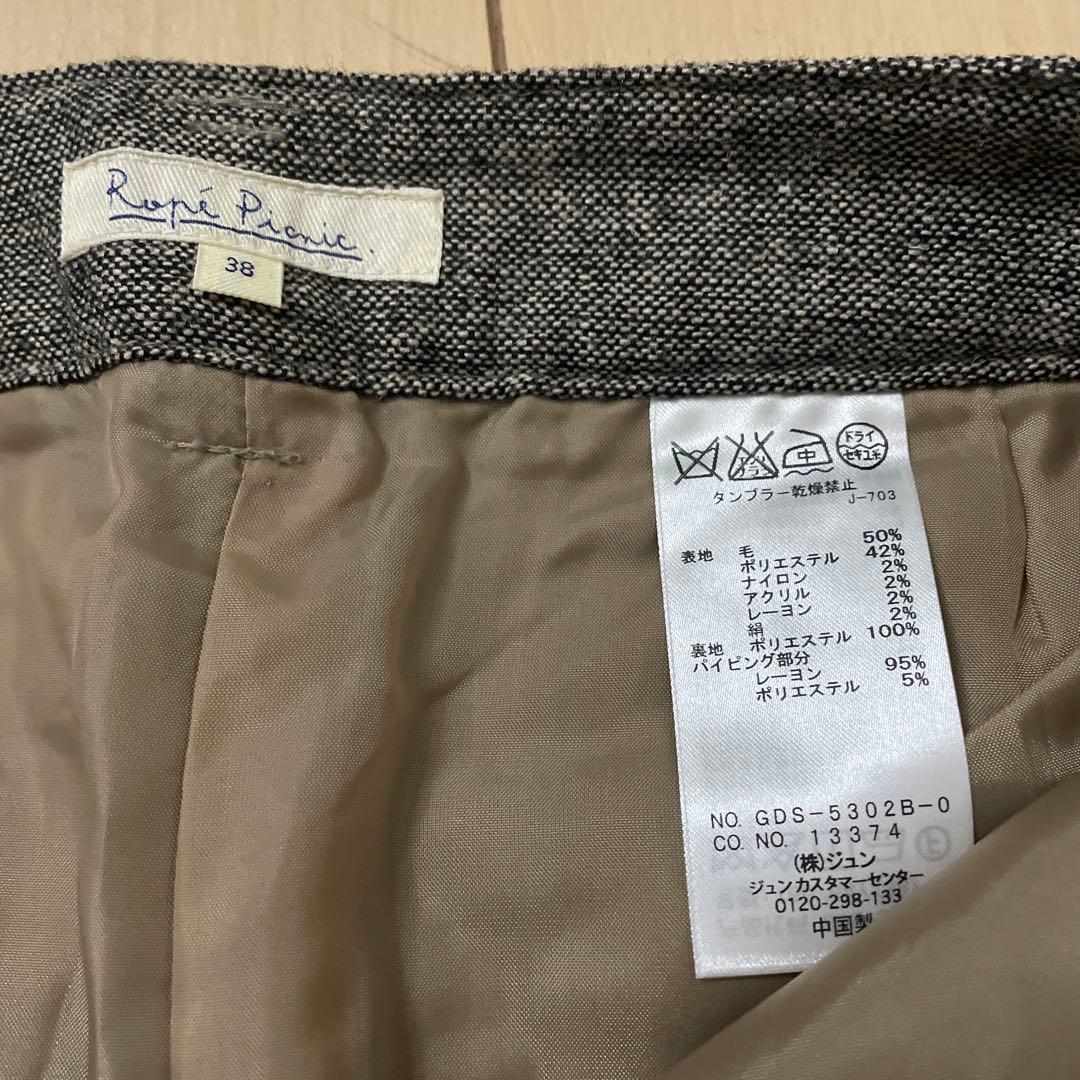 Ropé Picnic.
38
中
ドライ
セキユ系
タンブラー乾燥禁止
J-703
表地 毛 50%
ポリエステル 42%
ナイロン 2%
アクリル 2%
レーヨン 2%
絹 2%
裏地 ポリエステル 100%
パイピング部分
レーヨン 95%
ポリエステル 5%
NO. GDS-5302B-0
CO. NO. 13374
(株)ジュン
ジュンカスタマーセンター
0120-298-133
中国製